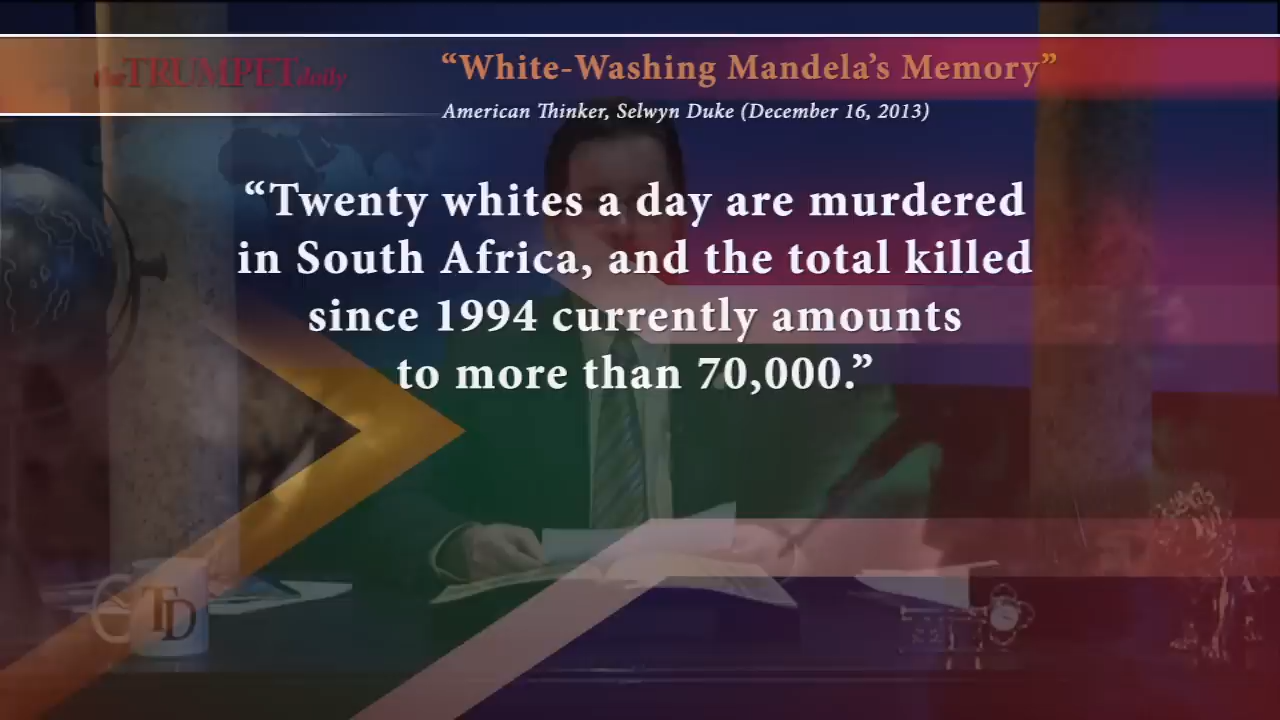 theTRUMPETdaily
“White-Washing Mandela’s Memory”
American Thinker, Selwyn Duke (December 16, 2013)
“Twenty whites a day are murdered
in South Africa, and the total killed
since 1994 currently amounts
to more than 70,000.”
TD